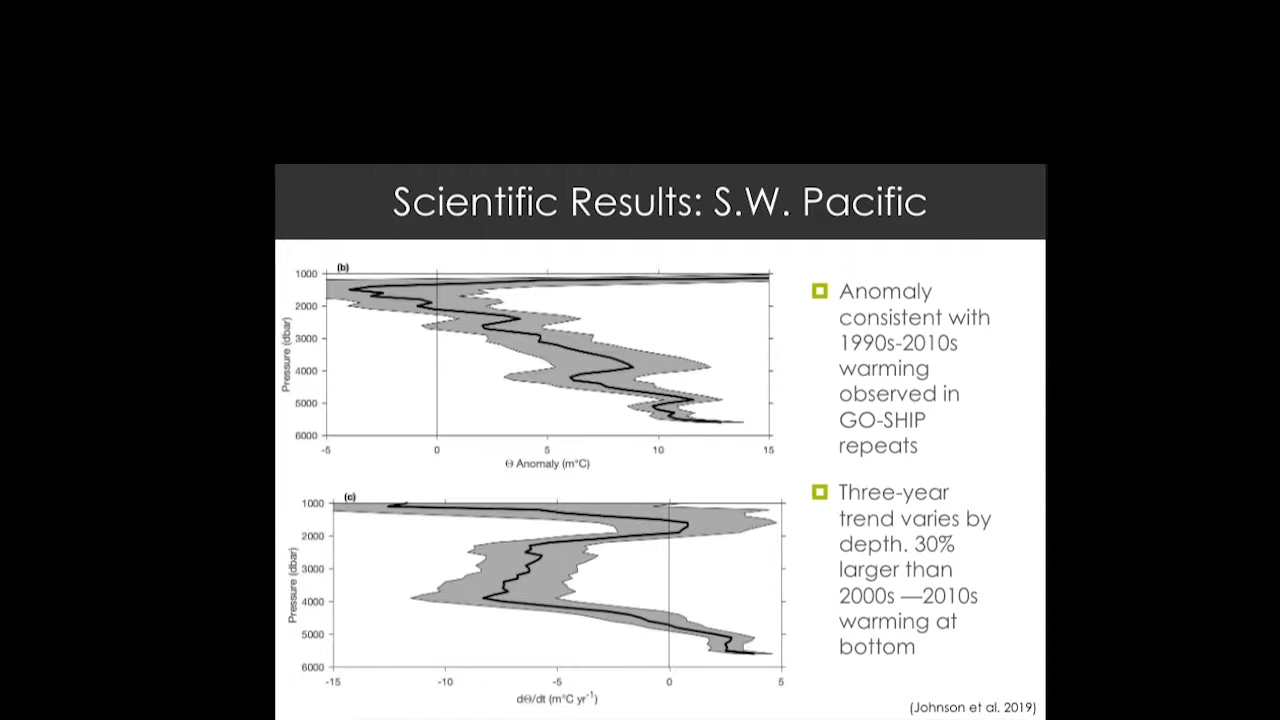 Scientific Results: S.W. Pacific
(b)
1000
2000
3000
4000
5000
6000
Pressure (dbar)
-5 0 5 10 15
Θ Anomaly (m°C)
(c)
1000
2000
3000
4000
5000
6000
Pressure (dbar)
-15 -10 -5 0 5
dΘ/dt (m°C yr⁻¹)
Anomaly
consistent with
1990s-2010s
warming
observed in
GO-SHIP
repeats
Three-year
trend varies by
depth. 30%
larger than
2000s —2010s
warming at
bottom
(Johnson et al. 2019)